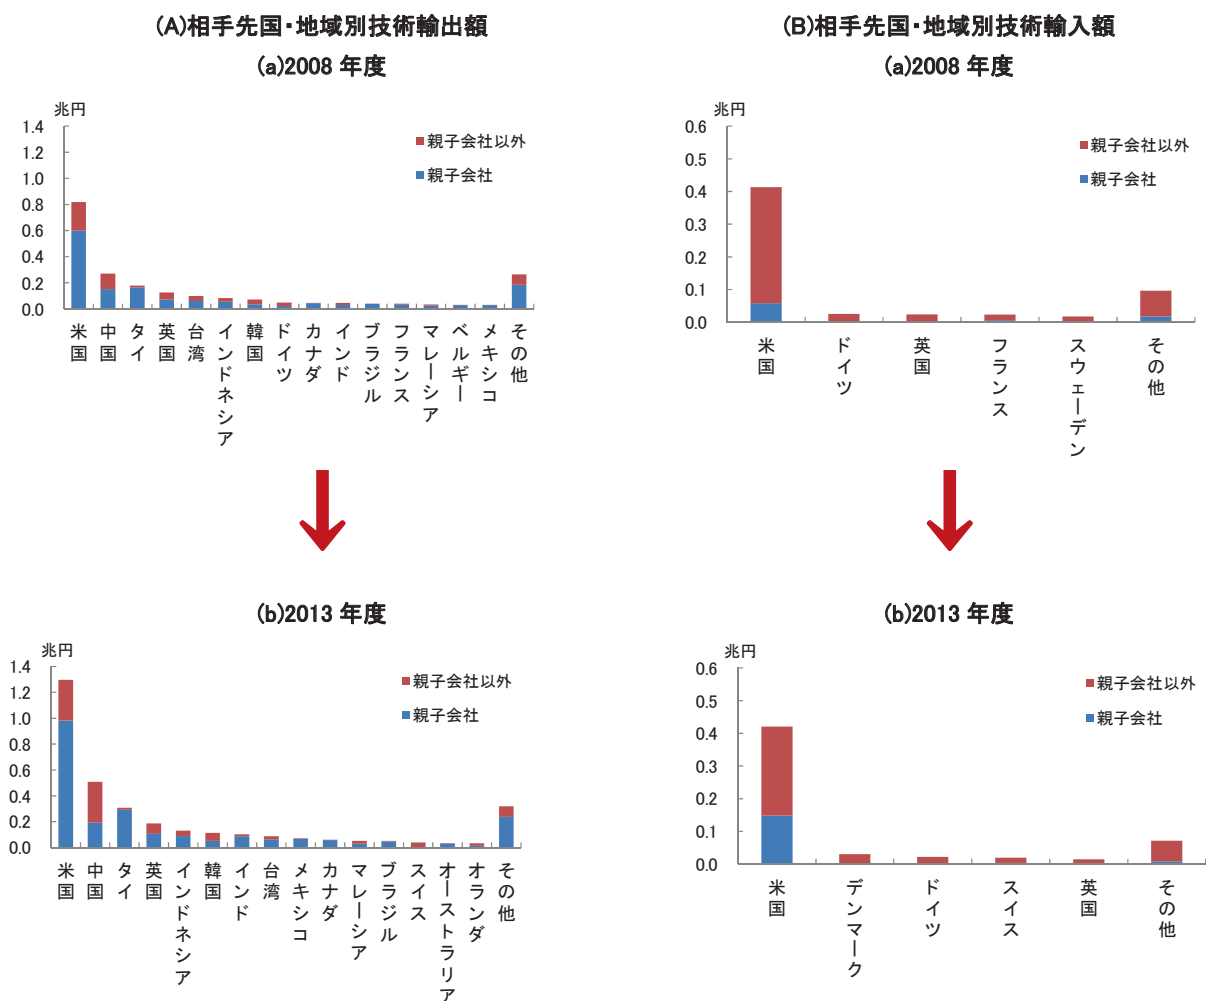 (A)相手先国・地域別技術輸出額
(a)2008 年度
兆円
1.4
1.2
1.0
0.8
0.6
0.4
0.2
0.0
親子会社以外
親子会社
米国
中国
タイ
英国
台湾
インドネシア
韓国
ドイツ
カナダ
インド
ブラジル
フランス
マレーシア
ベルギー
メキシコ
その他
(b)2013 年度
兆円
1.4
1.2
1.0
0.8
0.6
0.4
0.2
0.0
親子会社以外
親子会社
米国
中国
タイ
英国
インドネシア
韓国
インド
台湾
メキシコ
カナダ
マレーシア
ブラジル
スイス
オーストラリア
オランダ
その他
(B)相手先国・地域別技術輸入額
(a)2008 年度
兆円
0.6
0.5
0.4
0.3
0.2
0.1
0.0
親子会社以外
親子会社
米国
ドイツ
英国
フランス
スウェーデン
その他
(b)2013 年度
兆円
0.6
0.5
0.4
0.3
0.2
0.1
0.0
親子会社以外
親子会社
米国
デンマーク
ドイツ
スイス
英国
その他